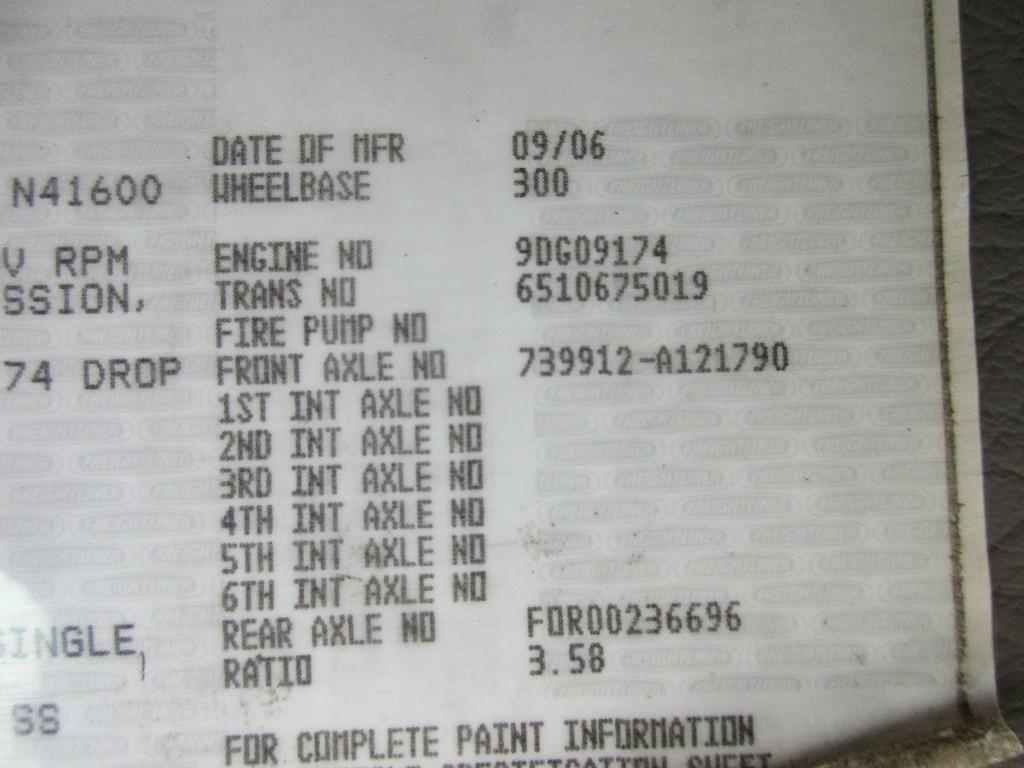 DATE OF MFR 09/06
N41600 WHEELBASE 300
V RPM ENGINE NO 9DG09174
SSION, TRANS NO 6510675019
FIRE PUMP NO
74 DROP FRONT AXLE NO 739912-A121790
1ST INT AXLE NO
2ND INT AXLE NO
3RD INT AXLE NO
4TH INT AXLE NO
5TH INT AXLE NO
6TH INT AXLE NO
SINGLE, REAR AXLE NO FOR00236696
RATIO 3.58
SS
FOR COMPLETE PAINT INFORMATION
SHEET